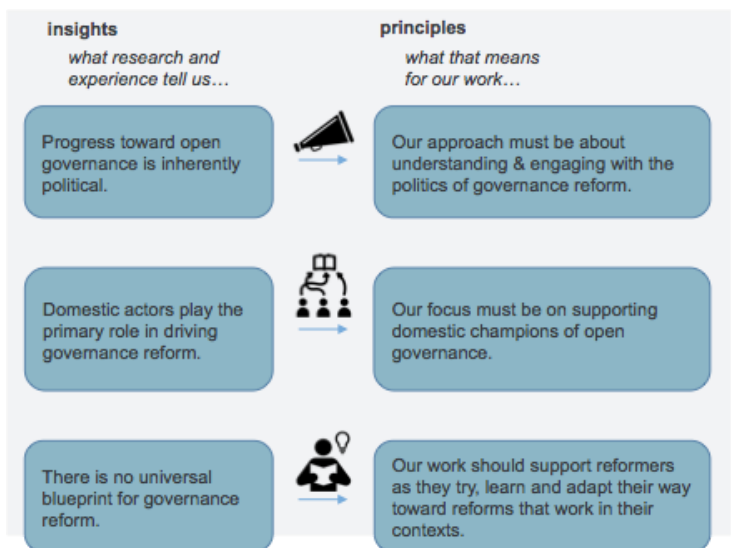 insights
what research and
experience tell us…
principles
what that means
for our work…
Progress toward open
governance is inherently
political.
Our approach must be about
understanding & engaging with the
politics of governance reform.
Domestic actors play the
primary role in driving
governance reform.
Our focus must be on supporting
domestic champions of open
governance.
There is no universal
blueprint for governance
reform.
Our work should support reformers
as they try, learn and adapt their way
toward reforms that work in their
contexts.